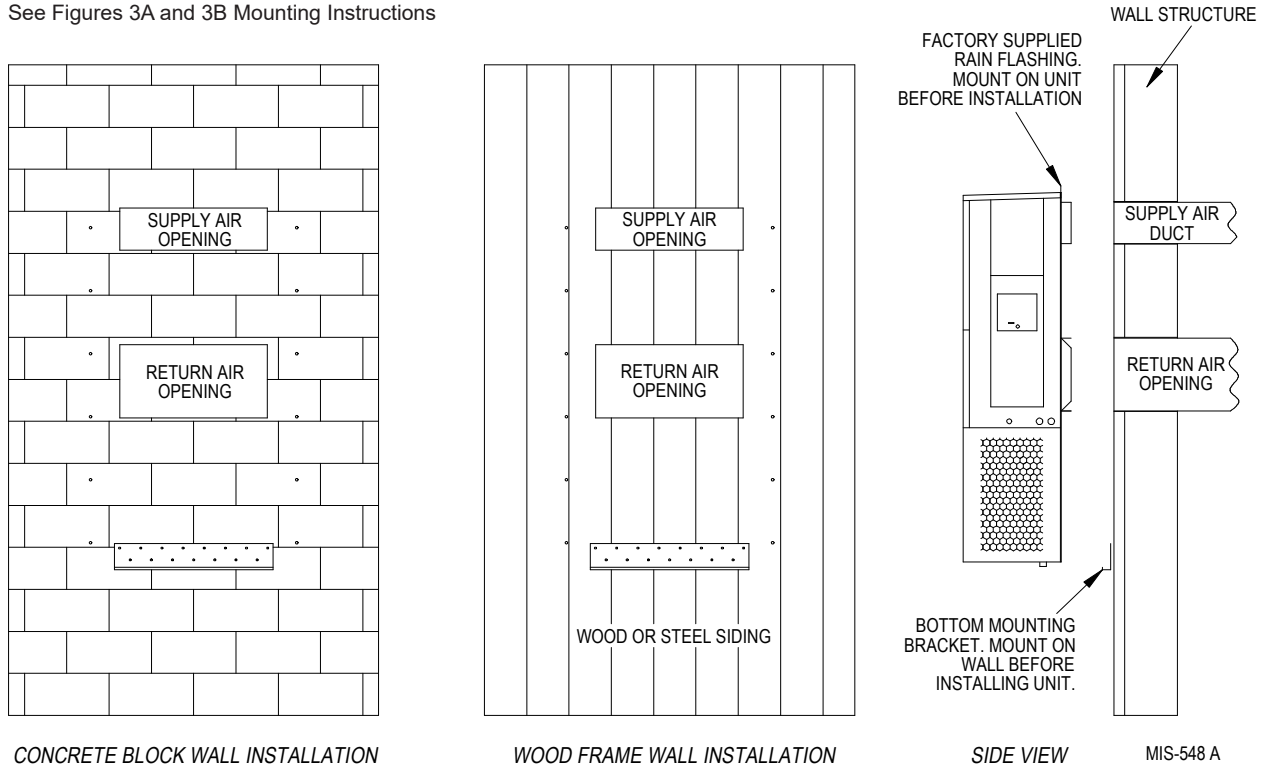 See Figures 3A and 3B Mounting Instructions
WALL STRUCTURE
FACTORY SUPPLIED
RAIN FLASHING.
MOUNT ON UNIT
BEFORE INSTALLATION
SUPPLY AIR
OPENING
SUPPLY AIR
OPENING
SUPPLY AIR
DUCT
RETURN AIR
OPENING
RETURN AIR
OPENING
RETURN AIR
OPENING
WOOD OR STEEL SIDING
BOTTOM MOUNTING
BRACKET. MOUNT ON
WALL BEFORE
INSTALLING UNIT.
CONCRETE BLOCK WALL INSTALLATION
WOOD FRAME WALL INSTALLATION
SIDE VIEW
MIS-548 A